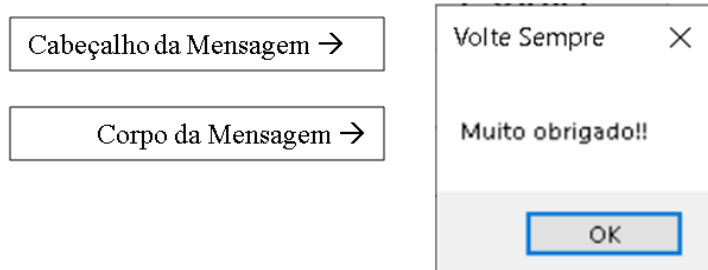 Cabeçalho da Mensagem →
Volte Sempre
Corpo da Mensagem →
Muito obrigado!!
OK